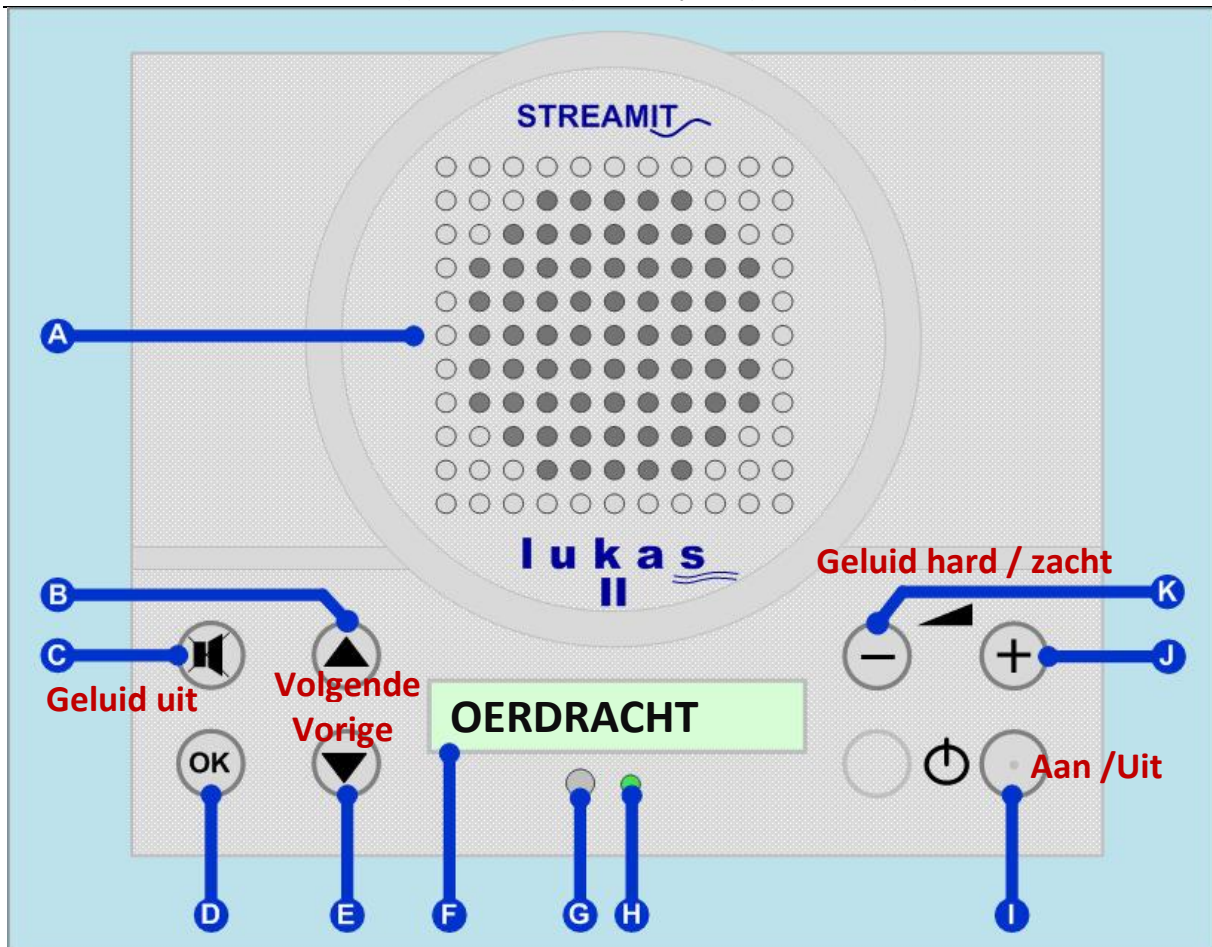 STREAMIT
A
lukas
II
Geluid hard / zacht
B
K
C
J
Geluid uit
Volgende
Vorige
OERDRACHT
OK
Aan /Uit
D
E
F
G
H
I